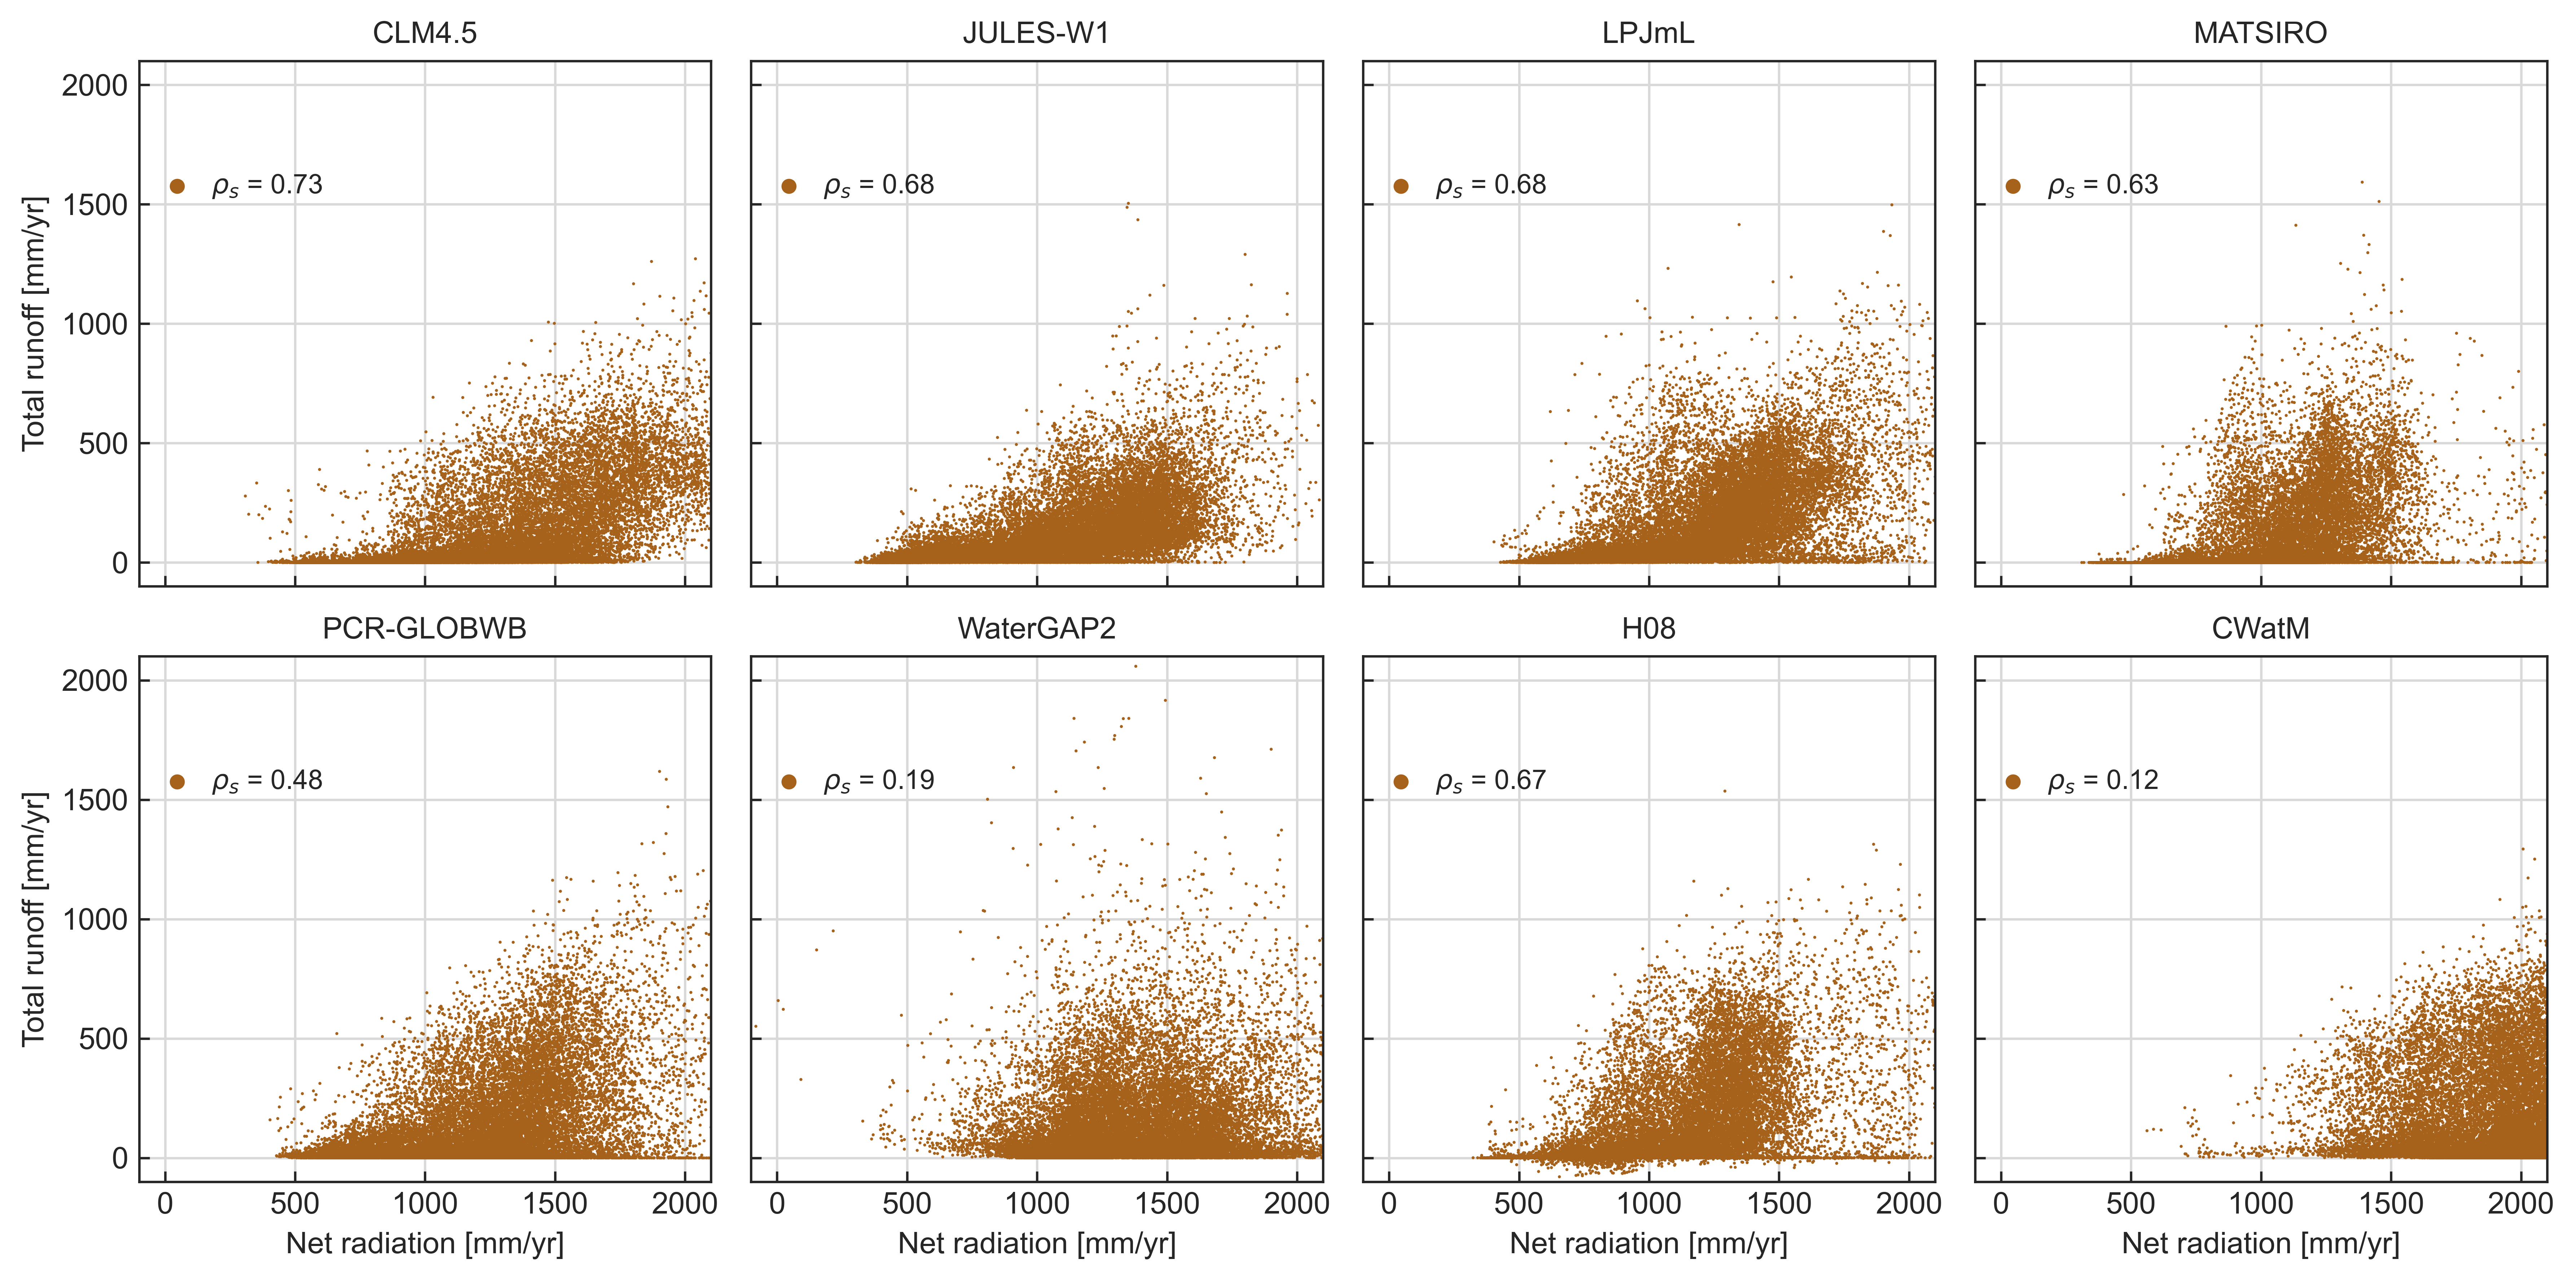 CLM4.5 JULES-W1 LPJmL MATSIRO
Total runoff [mm/yr]
2000
1500
1000
500
0
ρs = 0.73 ρs = 0.68 ρs = 0.68 ρs = 0.63
PCR-GLOBWB WaterGAP2 H08 CWatM
Total runoff [mm/yr]
2000
1500
1000
500
0
ρs = 0.48 ρs = 0.19 ρs = 0.67 ρs = 0.12
0 500 1000 1500 2000 0 500 1000 1500 2000 0 500 1000 1500 2000 0 500 1000 1500 2000
Net radiation [mm/yr] Net radiation [mm/yr] Net radiation [mm/yr] Net radiation [mm/yr]